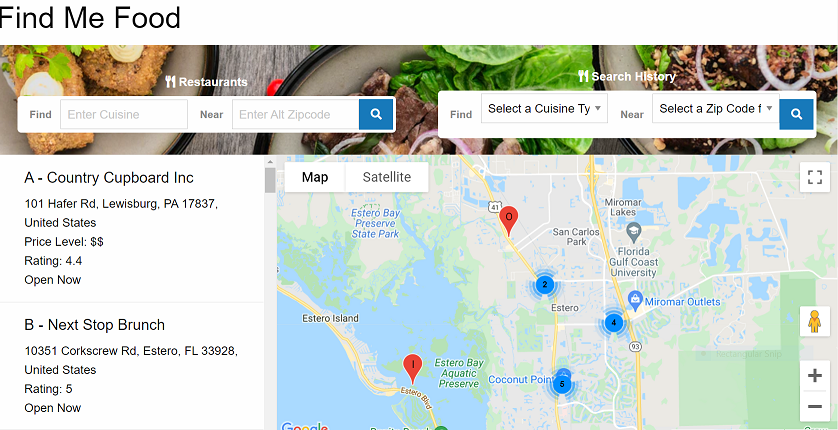 Find Me Food
Restaurants
Search History
Find
Enter Cuisine
Near
Enter Alt Zipcode
Find
Select a Cuisine Ty
Near
Select a Zip Code f
A - Country Cupboard Inc
101 Hafer Rd, Lewisburg, PA 17837,
United States
Price Level: $$
Rating: 4.4
Open Now
B - Next Stop Brunch
10351 Corkscrew Rd, Estero, FL 33928,
United States
Rating: 5
Open Now
Map
Satellite
41
O
Estero Bay
Preserve
State Park
San Carlos
Park
Miromar
Lakes
Florida
Gulf Coast
University
2
Estero
4
Miromar Outlets
Estero Island
93
I
Estero Bay
Aquatic
Preserve
Coconut Poin
5
Estero Blvd
Rectangular Snip
Google